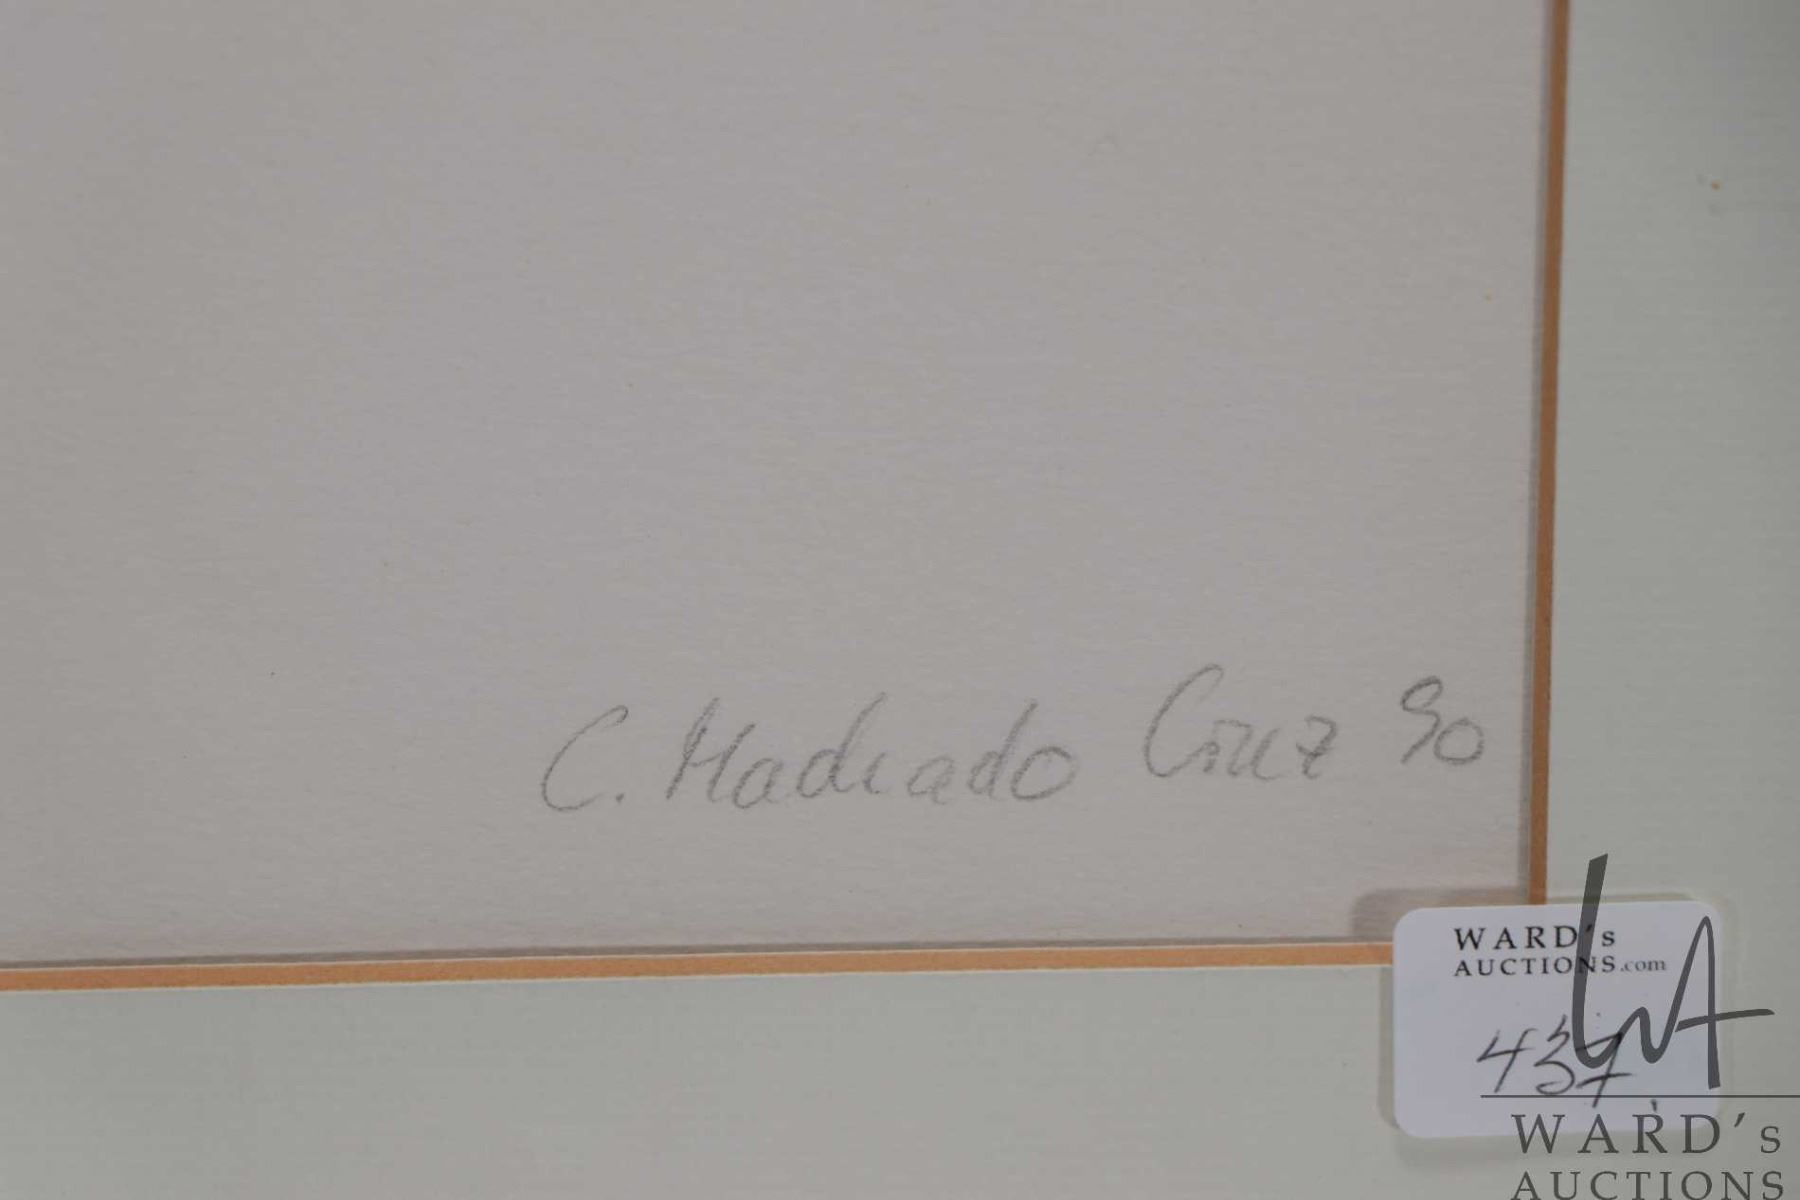 C. Machado Cruz 90
WARD's
AUCTIONS.com
437
WARD's
AUCTIONS